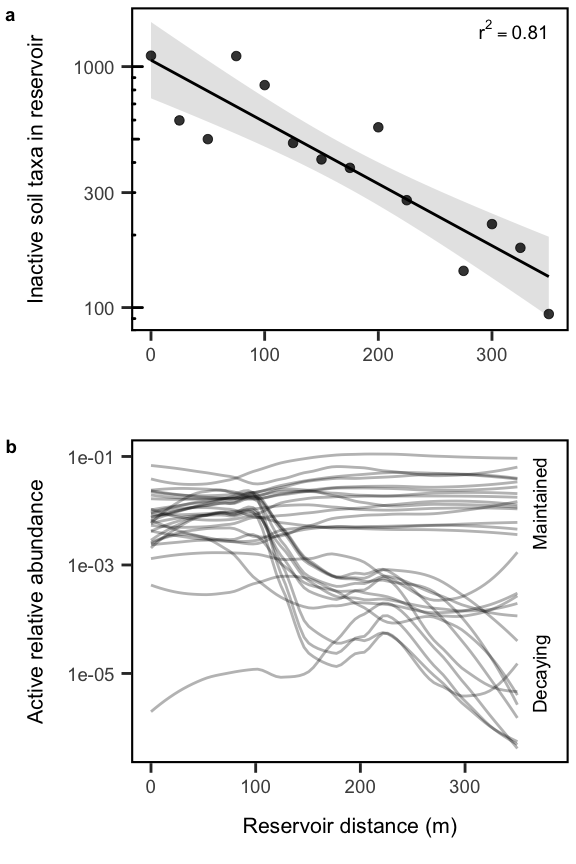 a
r² = 0.81
Inactive soil taxa in reservoir
1000
300
100
0 100 200 300
b
Active relative abundance
1e-01
1e-03
1e-05
Maintained
Decaying
0 100 200 300
Reservoir distance (m)